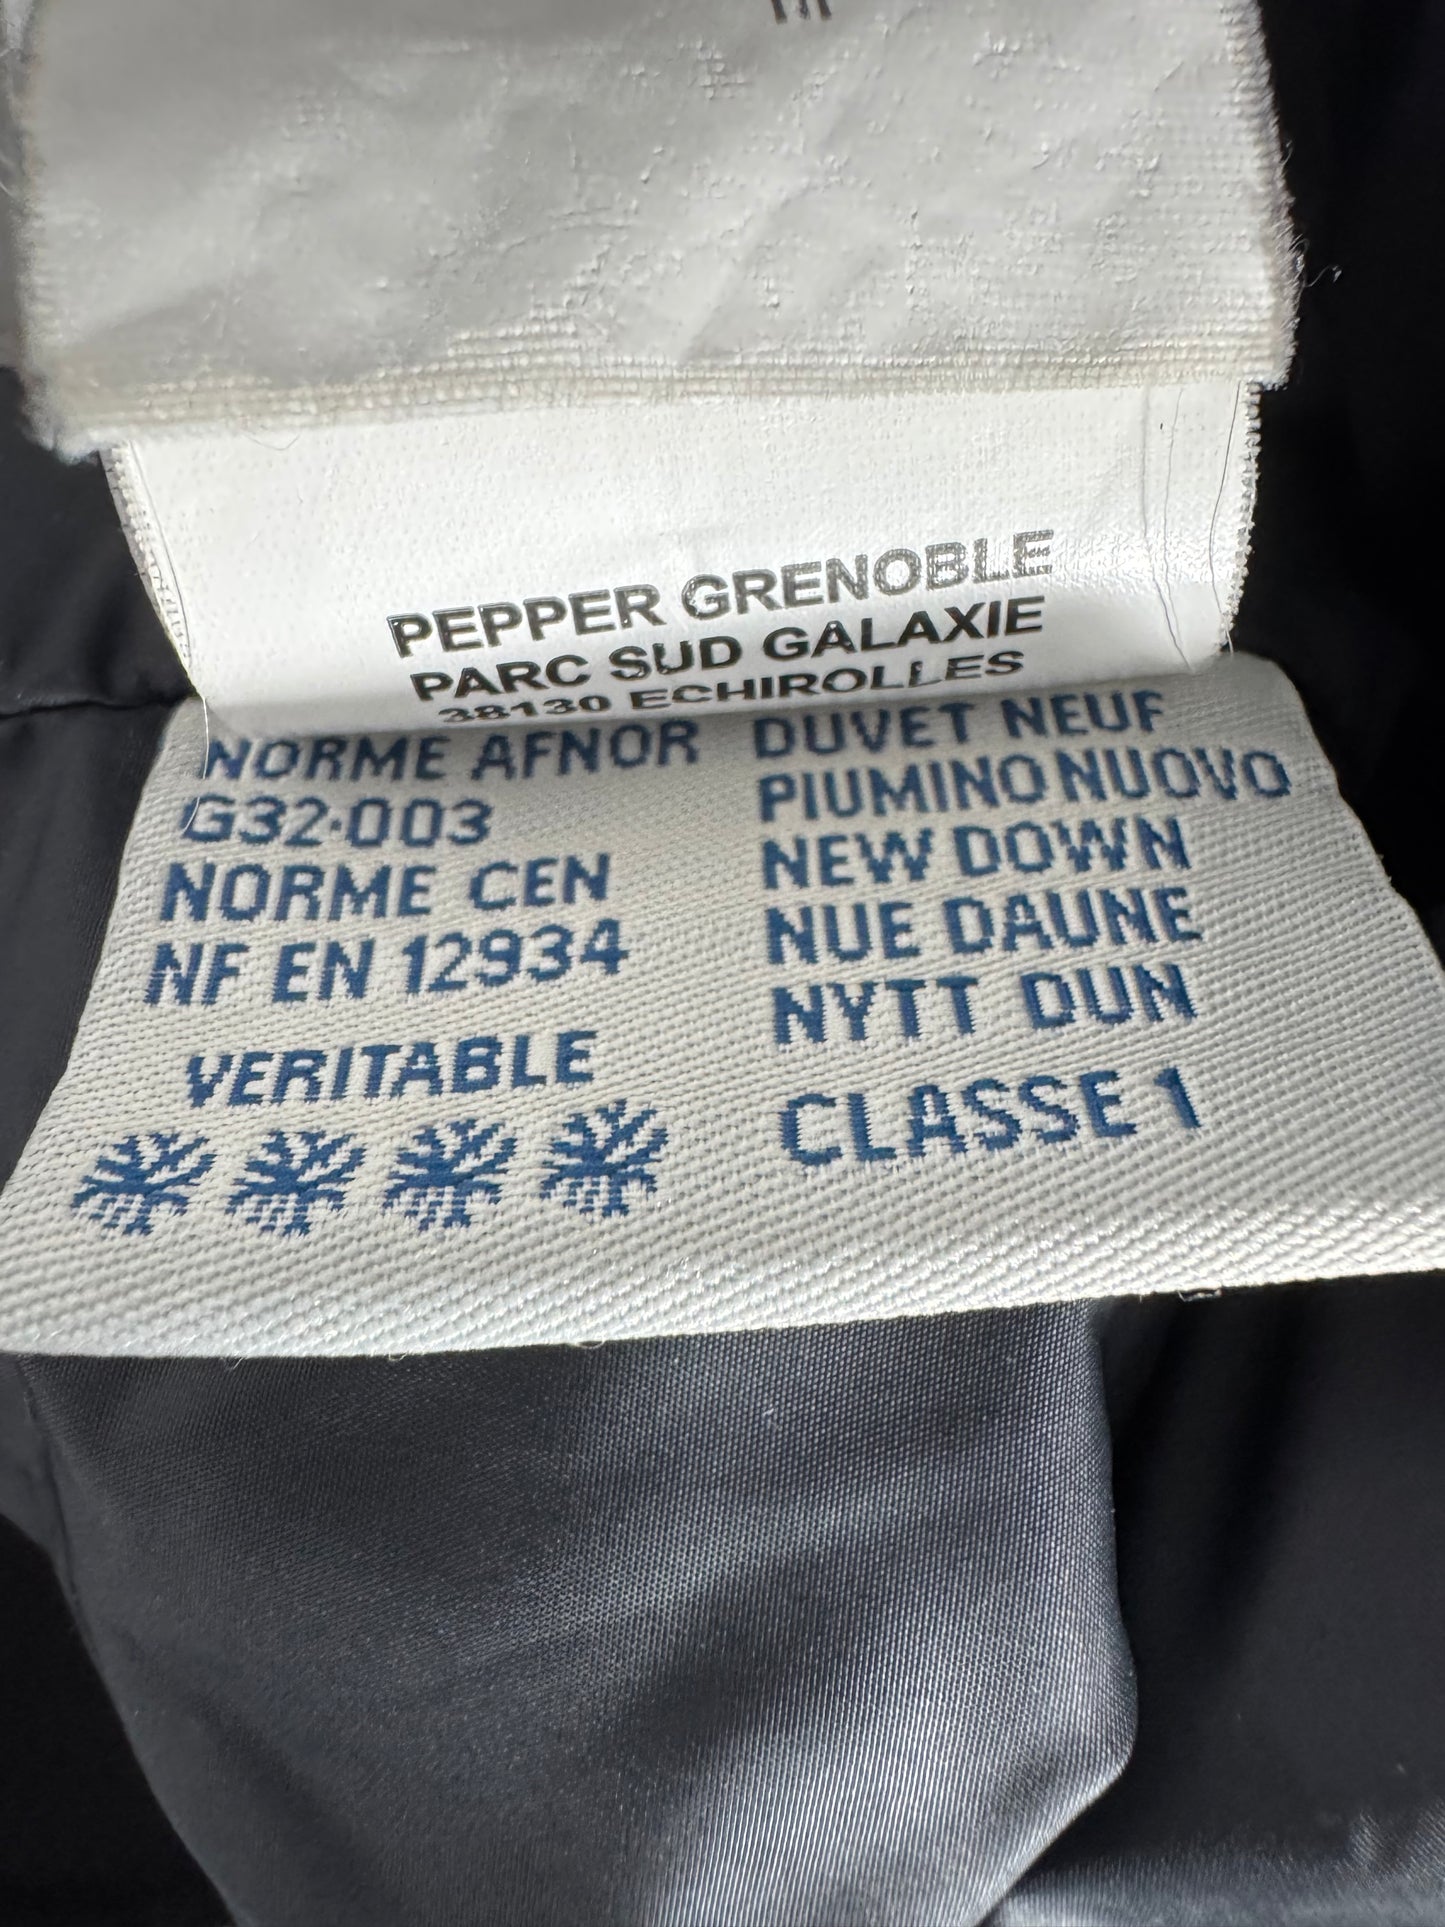 PEPPER GRENOBLE
PARC SUD GALAXIE
38130 ECHIROLLES
NORME AFNOR
G32-003
NORME CEN
NF EN 12934
VERITABLE
DUVET NEUF
PIUMINO NUOVO
NEW DOWN
NUE DAUNE
NYTT DUN
CLASSE 1